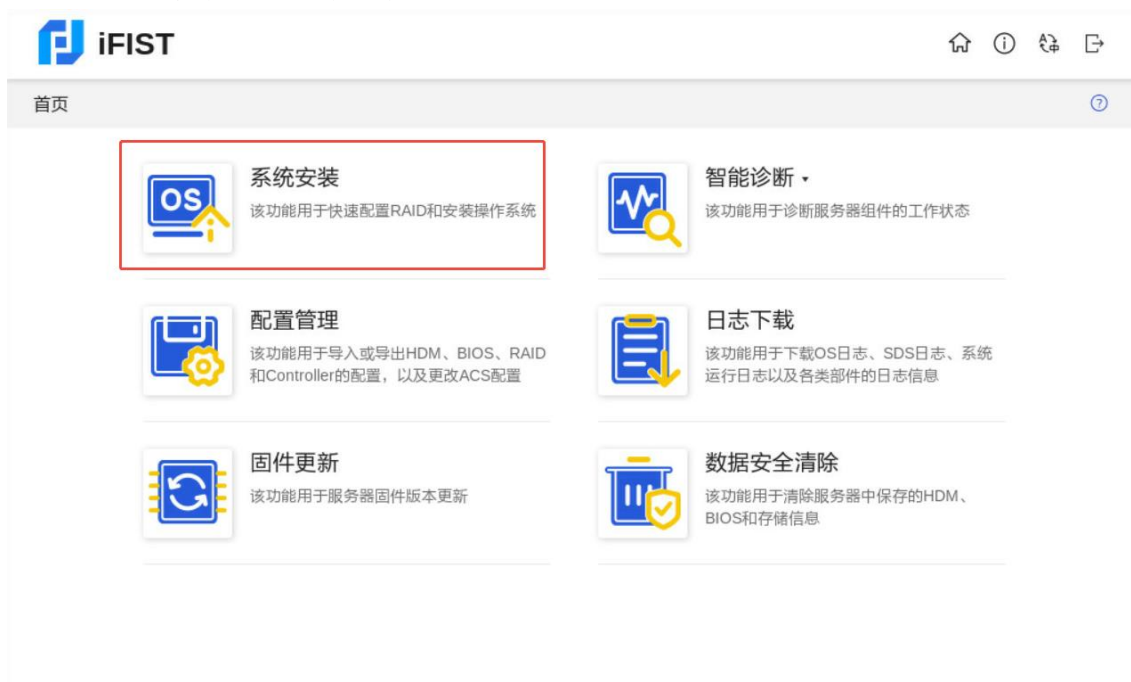 iFIST
首页
OS
系统安装
该功能用于快速配置RAID和安装操作系统
智能诊断
该功能用于诊断服务器组件的工作状态
配置管理
该功能用于导入或导出HDM、BIOS、RAID
和Controller的配置，以及更改ACS配置
日志下载
该功能用于下载OS日志、SDS日志、系统
运行日志以及各类部件的日志信息
固件更新
该功能用于服务器固件版本更新
数据安全清除
该功能用于清除服务器中保存的HDM、
BIOS和存储信息